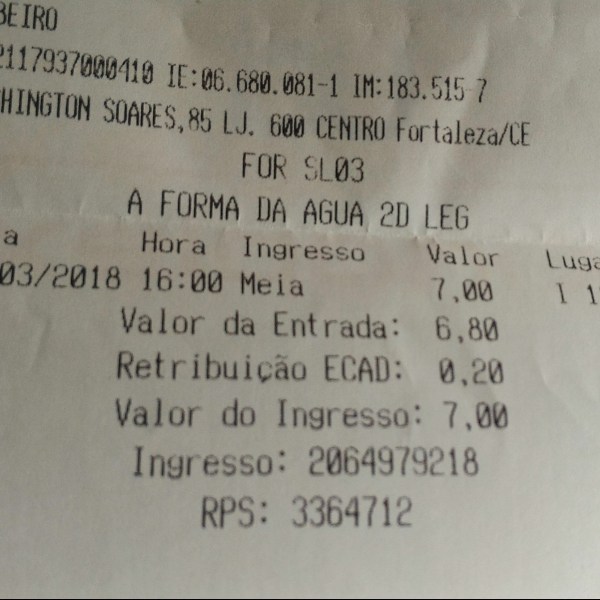 BEIRO
2117937000410 IE:06.680.081-1 IM:183.515-7
HINGTON SOARES,85 LJ. 600 CENTRO Fortaleza/CE
FOR SL03
A FORMA DA AGUA 2D LEG
a Hora Ingresso Valor Luga
03/2018 16:00 Meia 7,00 I 1
Valor da Entrada: 6,80
Retribuição ECAD: 0,20
Valor do Ingresso: 7,00
Ingresso: 2064979218
RPS: 3364712